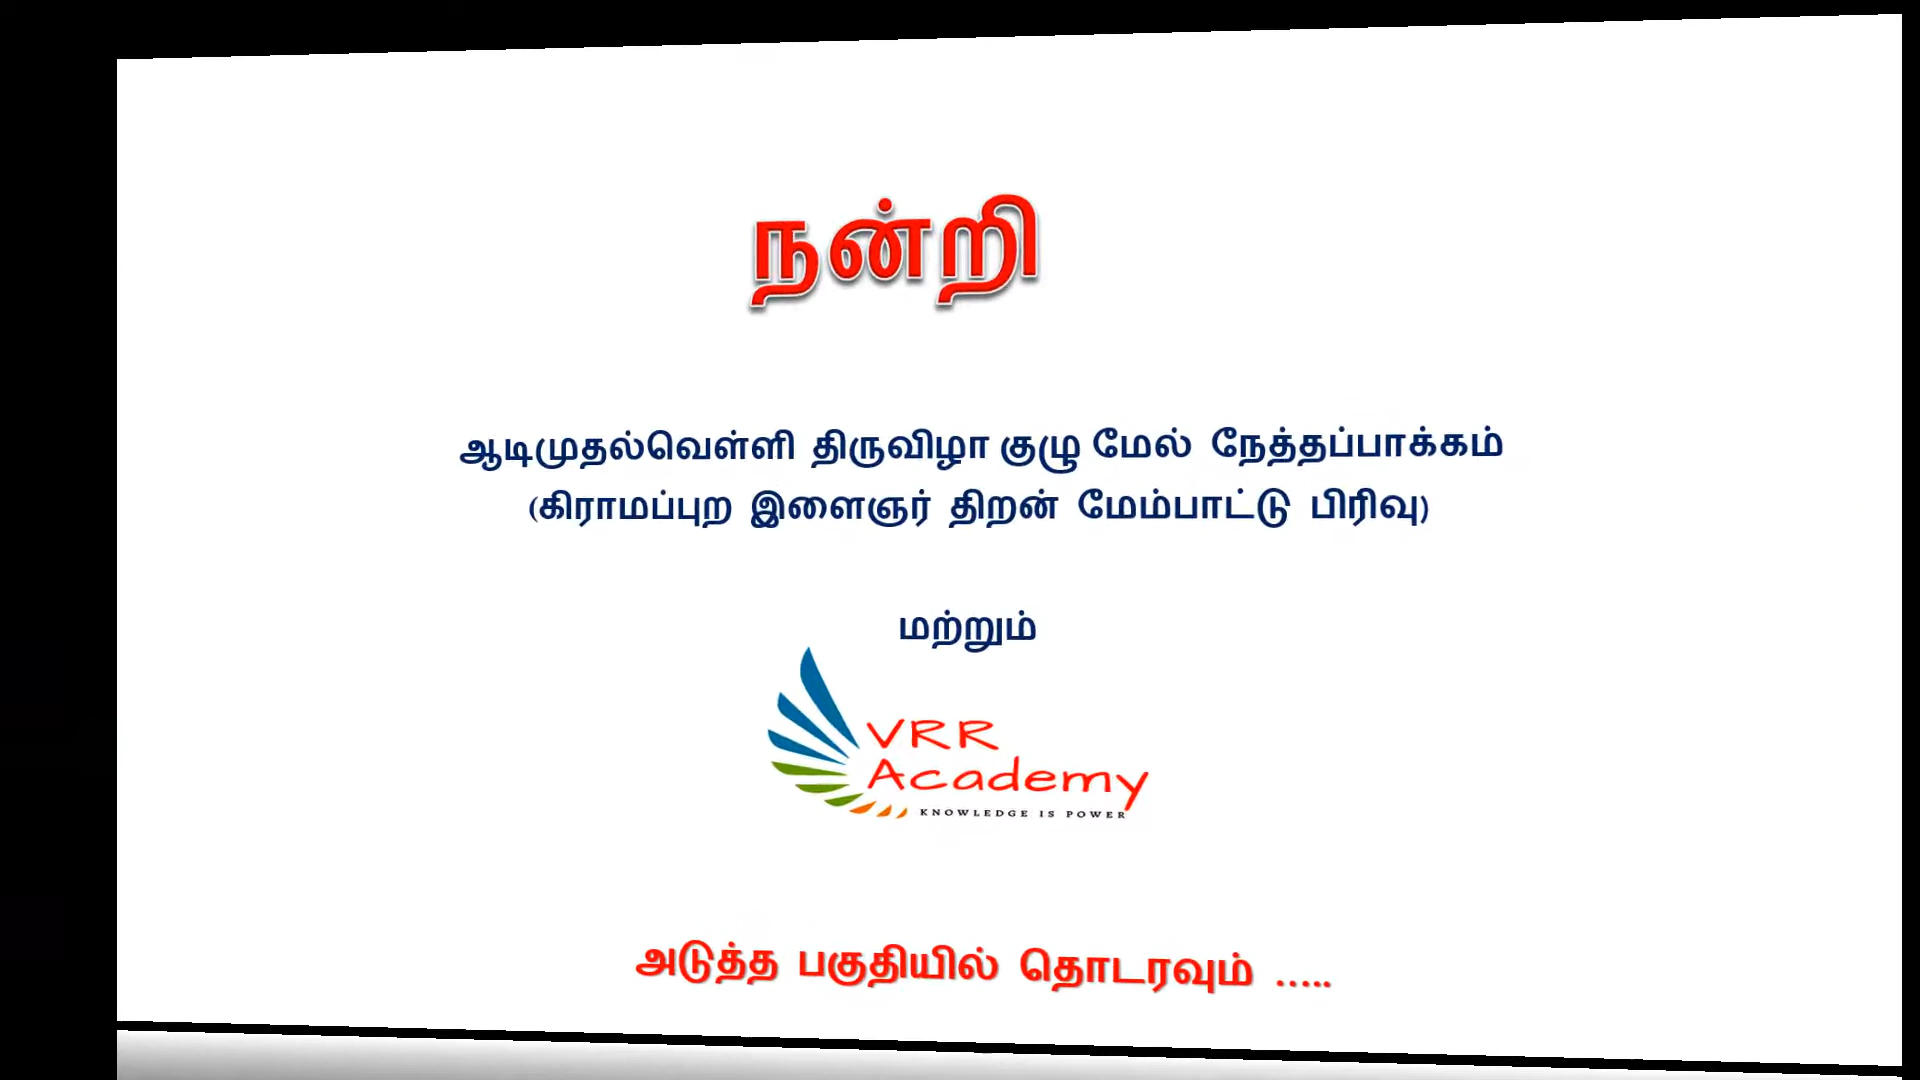 நன்றி
ஆடிமுதல்வெள்ளி திருவிழா குழு மேல் நேத்தப்பாக்கம்
(கிராமப்புற இளைஞர் திறன் மேம்பாட்டு பிரிவு)
மற்றும்
VRR
Academy
KNOWLEDGE IS POWER
அடுத்த பகுதியில் தொடரவும் .....